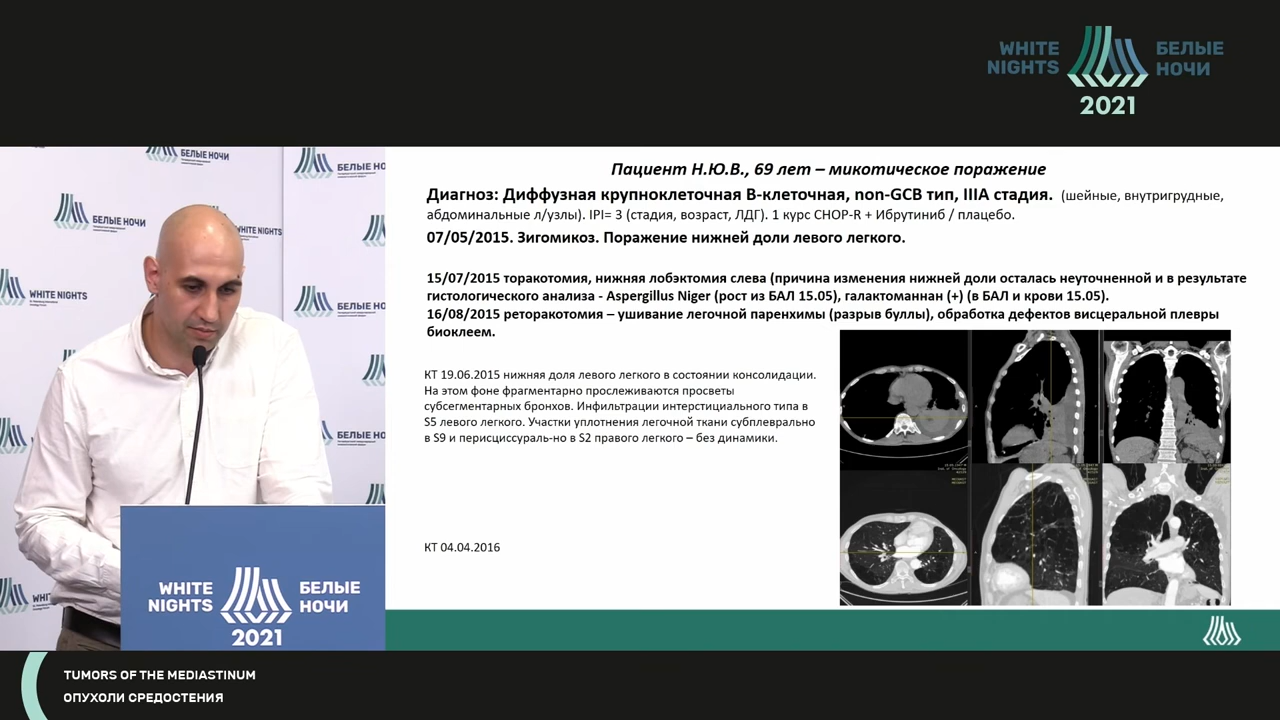 WHITE NIGHTS
БЕЛЫЕ НОЧИ
2021
Пациент Н.Ю.В., 69 лет – микотическое поражение
Диагноз: Диффузная крупноклеточная В-клеточная, non-GCB тип, IIIA стадия. (шейные, внутригрудные,
абдоминальные л/узлы). IPI= 3 (стадия, возраст, ЛДГ). 1 курс CHOP-R + Ибрутиниб / плацебо.
07/05/2015. Зигомикоз. Поражение нижней доли левого легкого.
15/07/2015 торакотомия, нижняя лобэктомия слева (причина изменения нижней доли осталась неуточненной и в результате
гистологического анализа - Aspergillus Niger (рост из БАЛ 15.05), галактоманнан (+) (в БАЛ и крови 15.05).
16/08/2015 реторакотомия – ушивание легочной паренхимы (разрыв буллы), обработка дефектов висцеральной плевры
биоклеем.
КТ 19.06.2015 нижняя доля левого легкого в состоянии консолидации.
На этом фоне фрагментарно прослеживаются просветы
субсегментарных бронхов. Инфильтрации интерстициального типа в
S5 левого легкого. Участки уплотнения легочной ткани субплеврально
в S9 и перисциссураль-но в S2 правого легкого – без динамики.
КТ 04.04.2016
БЕЛЫЕ НОЧИ
БЕЛЫЕ НО
WHITE NIGHTS
WHITE NIGHTS
БЕЛЫЕ НОЧИ
2021
TUMORS OF THE MEDIASTINUM
ОПУХОЛИ СРЕДОСТЕНИЯ